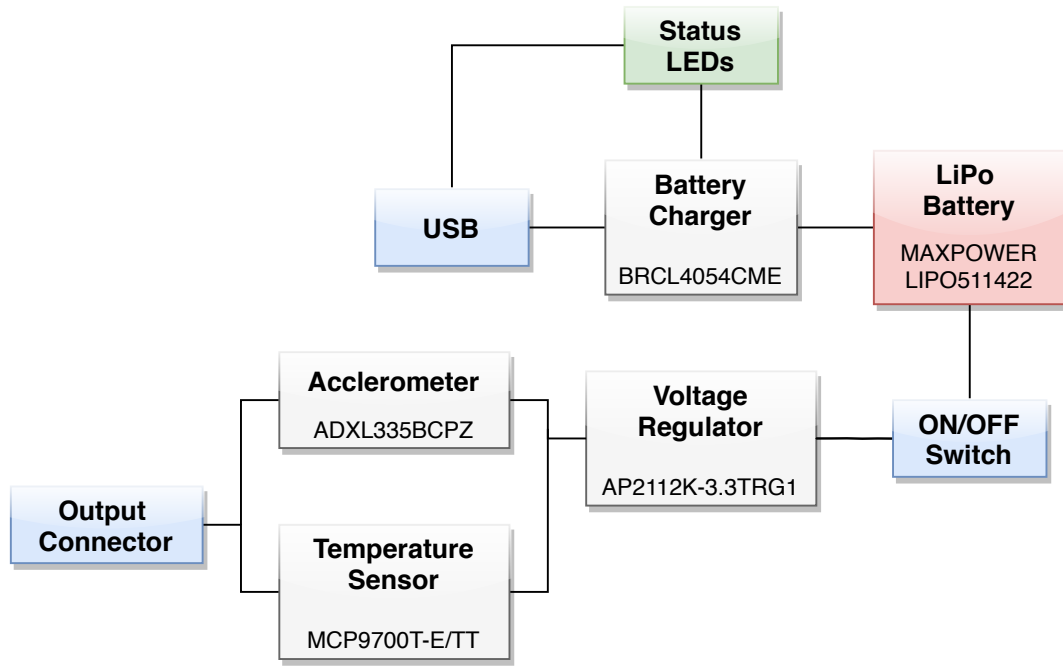 Status
LEDs
USB
Battery
Charger
BRCL4054CME
LiPo
Battery
MAXPOWER
LIPO511422
Acclerometer
ADXL335BCPZ
Voltage
Regulator
AP2112K-3.3TRG1
ON/OFF
Switch
Output
Connector
Temperature
Sensor
MCP9700T-E/TT